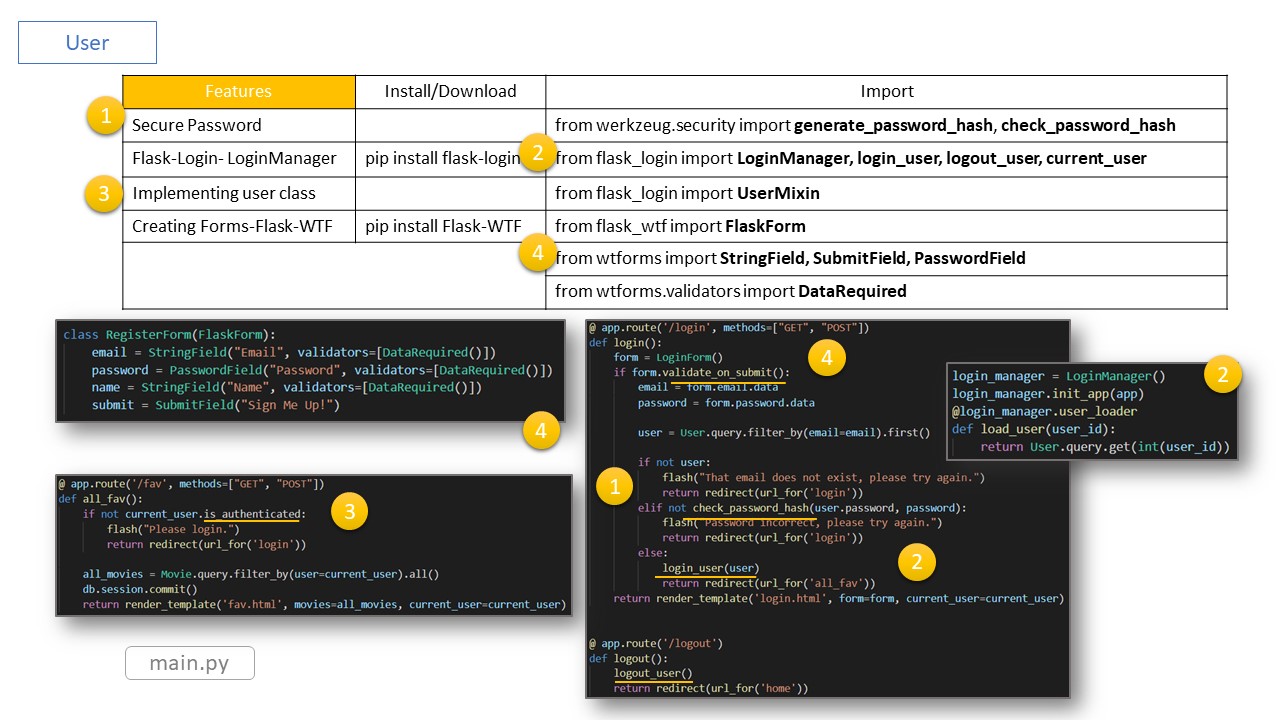 User
Features Install/Download Import
1 Secure Password from werkzeug.security import generate_password_hash, check_password_hash
Flask-Login- LoginManager pip install flask-login 2 from flask_login import LoginManager, login_user, logout_user, current_user
3 Implementing user class from flask_login import UserMixin
Creating Forms-Flask-WTF pip install Flask-WTF from flask_wtf import FlaskForm
4 from wtforms import StringField, SubmitField, PasswordField
from wtforms.validators import DataRequired
class RegisterForm(FlaskForm):
email = StringField("Email", validators=[DataRequired()])
password = PasswordField("Password", validators=[DataRequired()])
name = StringField("Name", validators=[DataRequired()])
submit = SubmitField("Sign Me Up!")
4
@ app.route('/fav', methods=["GET", "POST"])
def all_fav():
if not current_user.is_authenticated:
3
flash("Please login.")
return redirect(url_for('login'))
all_movies = Movie.query.filter_by(user=current_user).all()
db.session.commit()
return render_template('fav.html', movies=all_movies, current_user=current_user)
main.py
@ app.route('/login', methods=["GET", "POST"])
def login():
form = LoginForm()
4
if form.validate_on_submit():
email = form.email.data
password = form.password.data
user = User.query.filter_by(email=email).first()
if not user:
flash("That email does not exist, please try again.")
1
return redirect(url_for('login'))
elif not check_password_hash(user.password, password):
flash("Password incorrect, please try again.")
return redirect(url_for('login'))
else:
2
login_user(user)
return redirect(url_for('all_fav'))
return render_template('login.html', form=form, current_user=current_user)
@ app.route('/logout')
def logout():
logout_user()
return redirect(url_for('home'))
2
login_manager = LoginManager()
login_manager.init_app(app)
@login_manager.user_loader
def load_user(user_id):
return User.query.get(int(user_id))